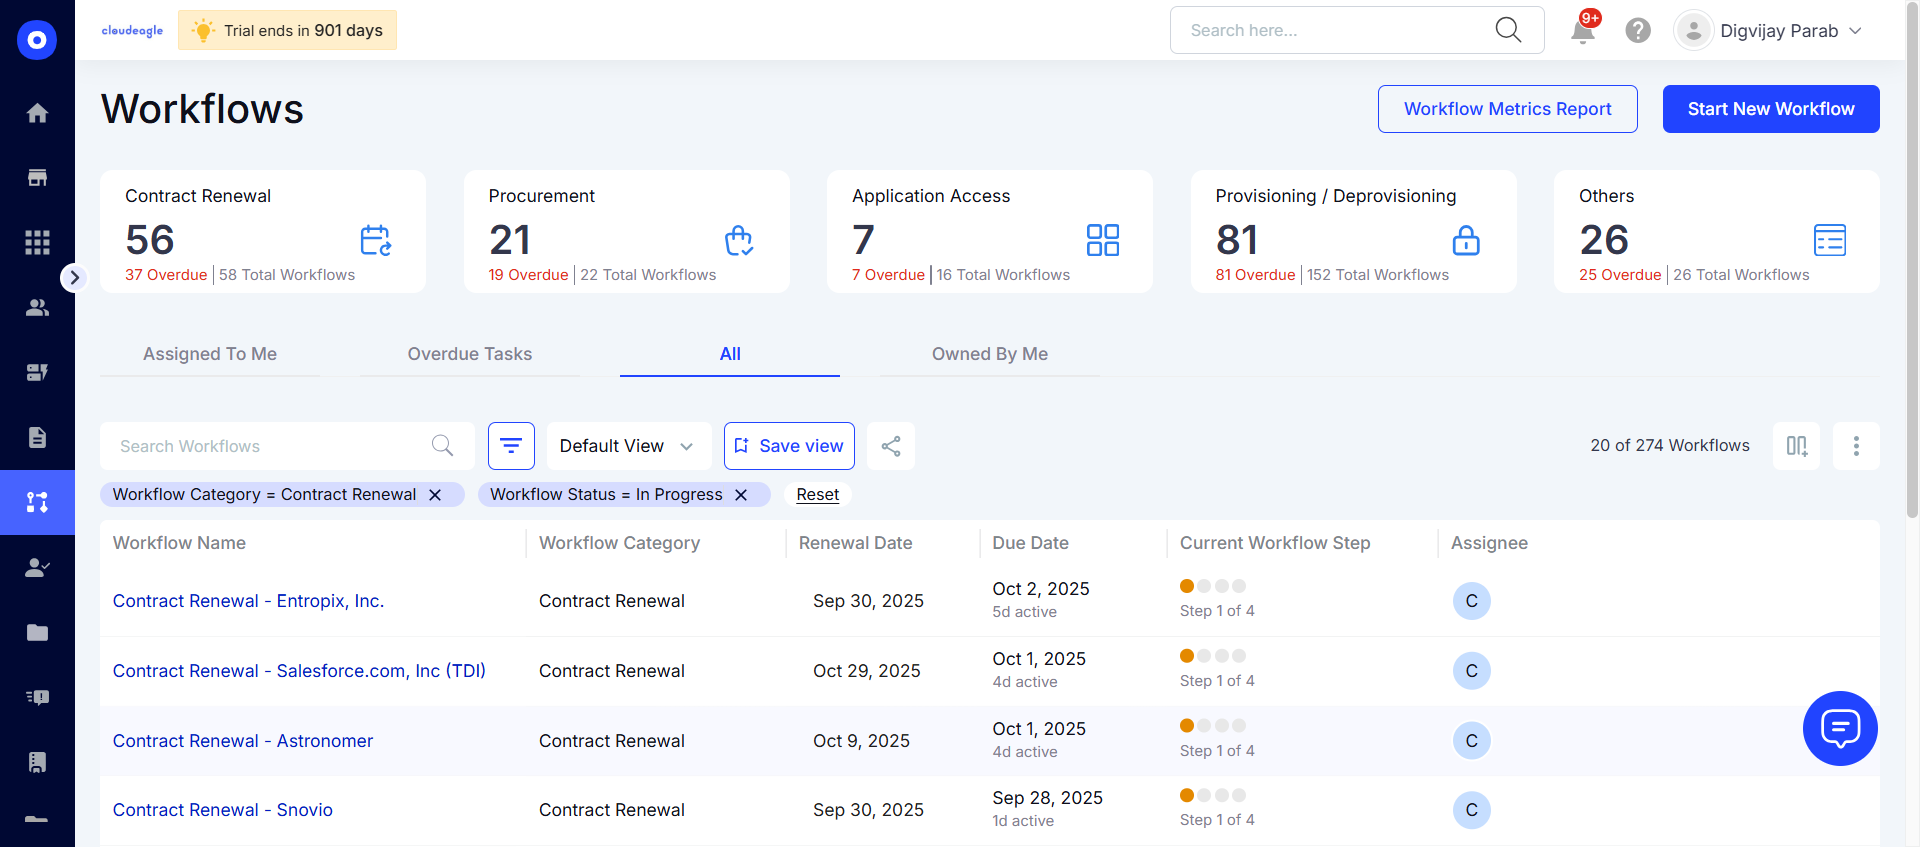 cloudeagle
Trial ends in 901 days
Search here...
9+
Digvijay Parab
Workflows
Workflow Metrics Report
Start New Workflow
Contract Renewal
56
37 Overdue | 58 Total Workflows
Procurement
21
19 Overdue | 22 Total Workflows
Application Access
7
7 Overdue | 16 Total Workflows
Provisioning / Deprovisioning
81
81 Overdue | 152 Total Workflows
Others
26
25 Overdue | 26 Total Workflows
Assigned To Me
Overdue Tasks
All
Owned By Me
Search Workflows
Default View
Save view
20 of 274 Workflows
Workflow Category = Contract Renewal
Workflow Status = In Progress
Reset
Workflow Name
Workflow Category
Renewal Date
Due Date
Current Workflow Step
Assignee
Contract Renewal - Entropix, Inc.
Contract Renewal
Sep 30, 2025
Oct 2, 2025
5d active
Step 1 of 4
C
Contract Renewal - Salesforce.com, Inc (TDI)
Contract Renewal
Oct 29, 2025
Oct 1, 2025
4d active
Step 1 of 4
C
Contract Renewal - Astronomer
Contract Renewal
Oct 9, 2025
Oct 1, 2025
4d active
Step 1 of 4
C
Contract Renewal - Snovio
Contract Renewal
Sep 30, 2025
Sep 28, 2025
1d active
Step 1 of 4
C